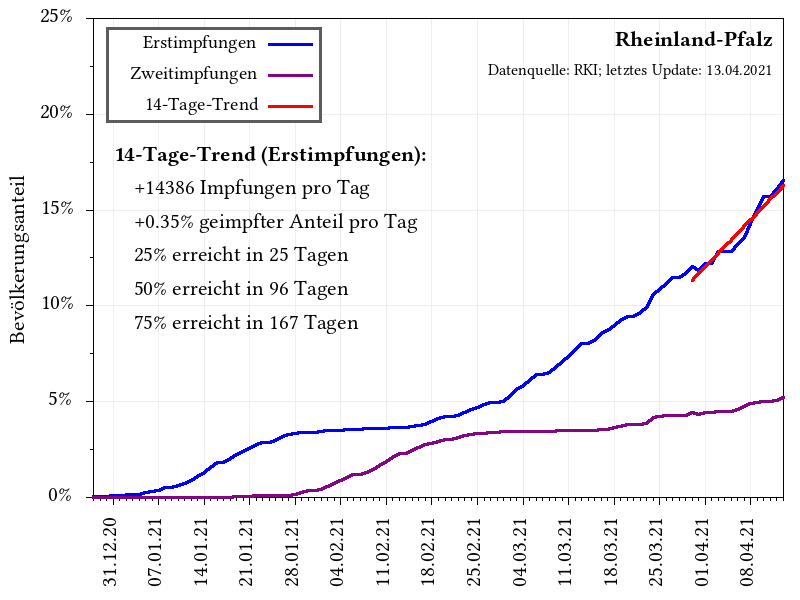 25%
20%
15%
10%
5%
0%
Bevölkerungsanteil
Erstimpfungen
Zweitimpfungen
14-Tage-Trend
Rheinland-Pfalz
Datenquelle: RKI; letztes Update: 13.04.2021
14-Tage-Trend (Erstimpfungen):
+14386 Impfungen pro Tag
+0.35% geimpfter Anteil pro Tag
25% erreicht in 25 Tagen
50% erreicht in 96 Tagen
75% erreicht in 167 Tagen
31.12.20
07.01.21
14.01.21
21.01.21
28.01.21
04.02.21
11.02.21
18.02.21
25.02.21
04.03.21
11.03.21
18.03.21
25.03.21
01.04.21
08.04.21